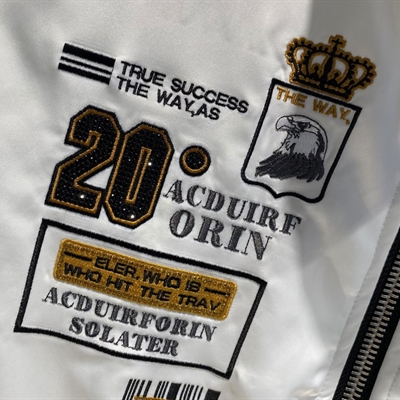 TRUE SUCCESS
THE WAY,AS
THE WAY,
20°
ACDUIRF
ORIN
ELER, WHO IS
WHO HIT THE TRAV
ACDUIRFORIN
SOLATER